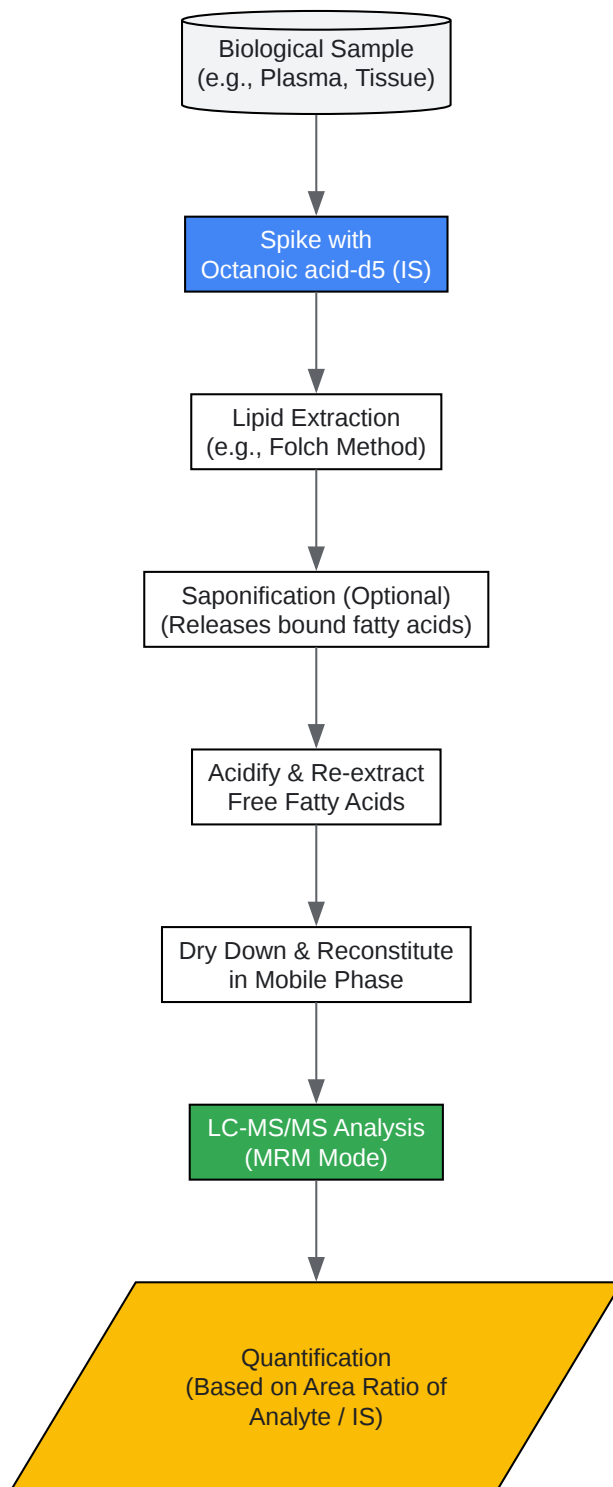 Biological Sample
(e.g., Plasma, Tissue)
Spike with
Octanoic acid-d5 (IS)
Lipid Extraction
(e.g., Folch Method)
Saponification (Optional)
(Releases bound fatty acids)
Acidify & Re-extract
Free Fatty Acids
Dry Down & Reconstitute
in Mobile Phase
LC-MS/MS Analysis
(MRM Mode)
Quantification
(Based on Area Ratio of
Analyte / IS)